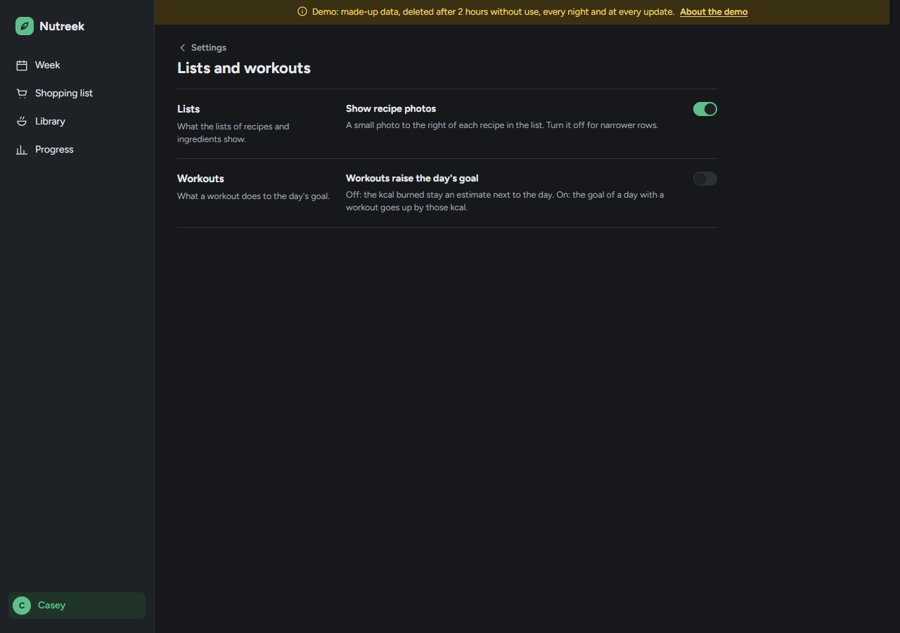 Nutreek
Week
Shopping list
Library
Progress
C
Casey
Demo: made-up data, deleted after 2 hours without use, every night and at every update. About the demo
Settings
Lists and workouts
Lists
What the lists of recipes and
ingredients show.
Show recipe photos
A small photo to the right of each recipe in the list. Turn it off for narrower rows.
Workouts
What a workout does to the day's goal.
Workouts raise the day's goal
Off: the kcal burned stay an estimate next to the day. On: the goal of a day with a
workout goes up by those kcal.